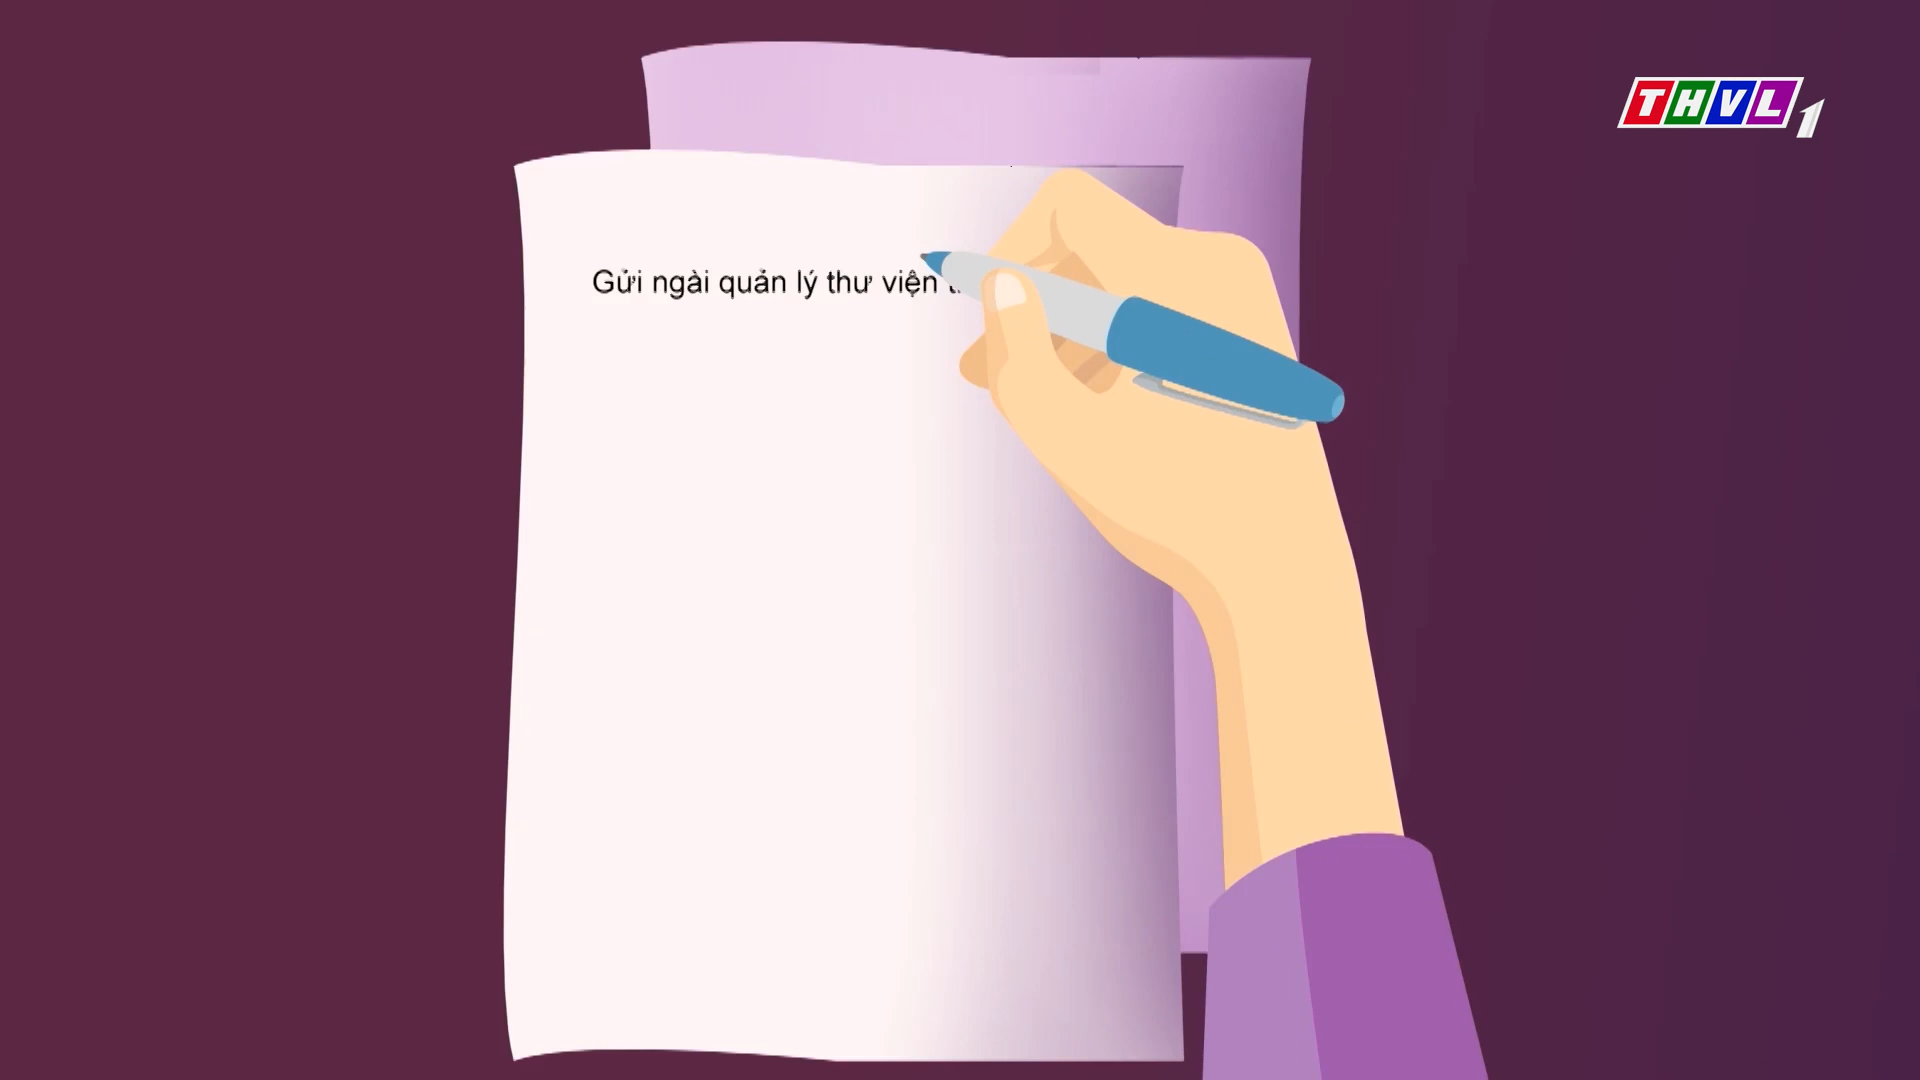 THVL1
Gửi ngài quản lý thư viện